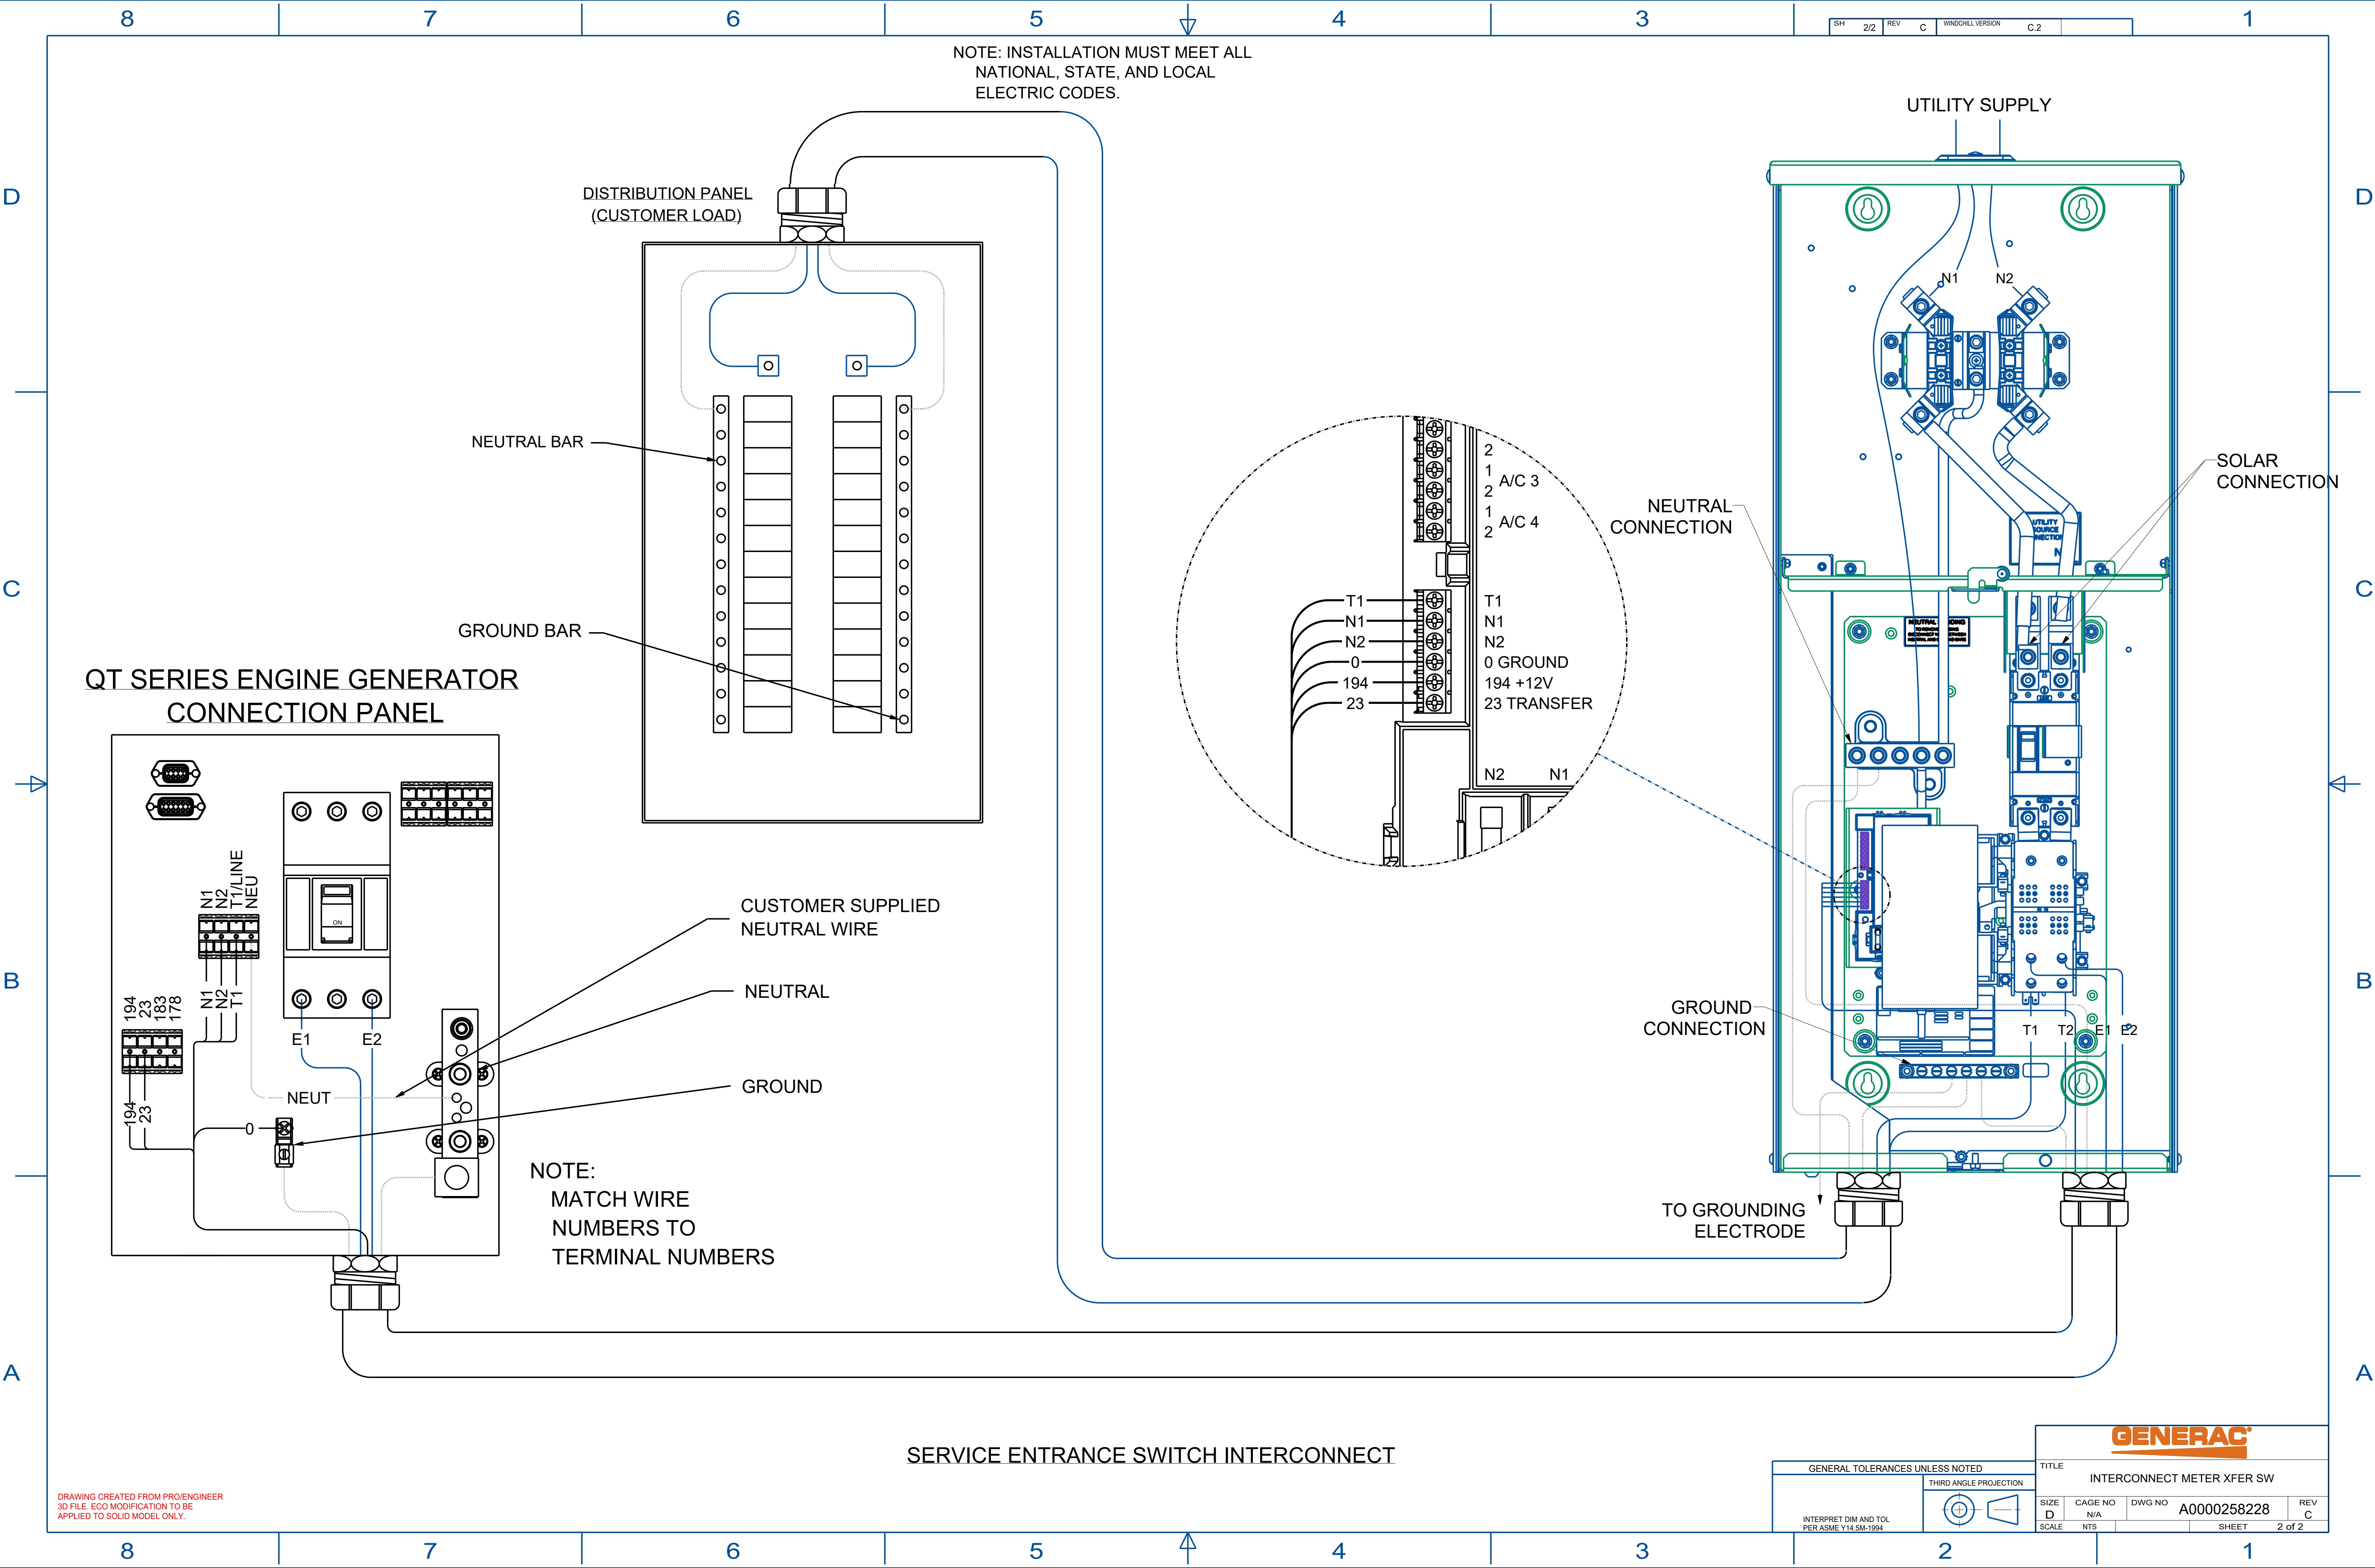 8 7 6 5 4 3 1
SH 2/2 REV C WINDCHILL VERSION C.2
NOTE: INSTALLATION MUST MEET ALL
NATIONAL, STATE, AND LOCAL
ELECTRIC CODES.
UTILITY SUPPLY
D
D
DISTRIBUTION PANEL
(CUSTOMER LOAD)
N1 N2
NEUTRAL BAR
GROUND BAR
SOLAR
CONNECTION
NEUTRAL
CONNECTION
UTILITY
2
1
A/C 3
2
1
A/C 4
2
C
C
T1 T1
N1 N1
N2 N2
0 0 GROUND
194 194 +12V
23 23 TRANSFER
N2 N1
QT SERIES ENGINE GENERATOR
CONNECTION PANEL
N1
N2
T1/LINE
NEU
ON
N1
N2
T1
194
23
183
178
E1 E2
NEUT
194
23
0
CUSTOMER SUPPLIED
NEUTRAL WIRE
NEUTRAL
GROUND
B
B
NOTE:
MATCH WIRE
NUMBERS TO
TERMINAL NUMBERS
GROUND
CONNECTION
T1 T2 E1 E2
TO GROUNDING
ELECTRODE
A
A
SERVICE ENTRANCE SWITCH INTERCONNECT
DRAWING CREATED FROM PRO/ENGINEER
3D FILE. ECO MODIFICATION TO BE
APPLIED TO SOLID MODEL ONLY.
GENERAL TOLERANCES UNLESS NOTED
THIRD ANGLE PROJECTION
INTERPRET DIM AND TOL
PER ASME Y14.5M-1994
GENERAC
TITLE
INTERCONNECT METER XFER SW
SIZE CAGE NO DWG NO REV
D N/A A0000258228 C
SCALE NTS SHEET 2 of 2
8 7 6 5 4 3 2 1